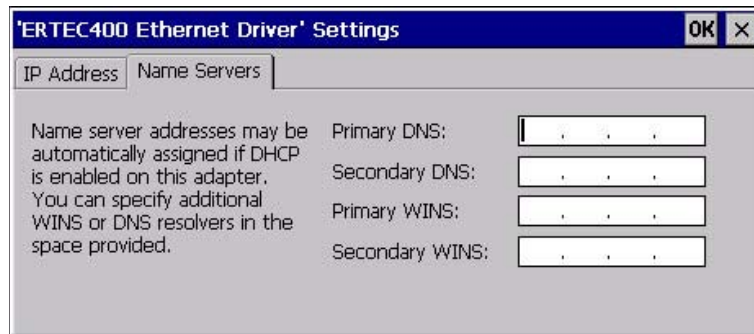 'ERTEC400 Ethernet Driver' Settings OK ×
IP Address Name Servers
Name server addresses may be
automatically assigned if DHCP
is enabled on this adapter.
You can specify additional
WINS or DNS resolvers in the
space provided.
Primary DNS: . . .
Secondary DNS: . . .
Primary WINS: . . .
Secondary WINS: . . .